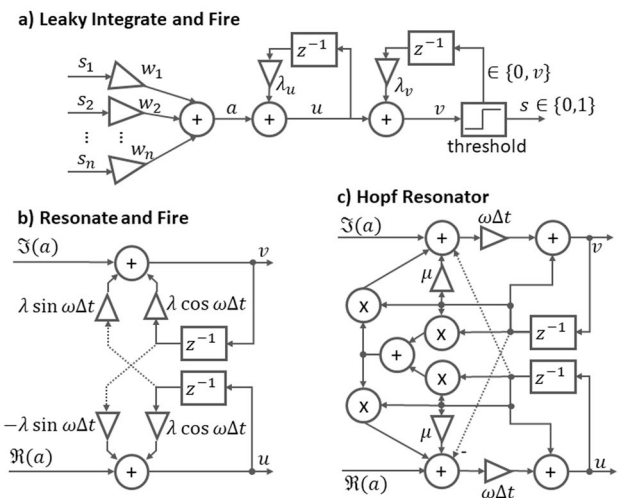 a) Leaky Integrate and Fire
s₁ w₁
s₂ w₂
⋮ ⋮
sₙ wₙ
+ a + u + v
λᵤ z⁻¹
λᵥ z⁻¹
∈ {0, v}
s ∈ {0,1}
threshold
b) Resonate and Fire
ℑ(a) + v
λ sin ωΔt λ cos ωΔt
z⁻¹
z⁻¹
−λ sin ωΔt λ cos ωΔt
ℜ(a) + u
c) Hopf Resonator
ℑ(a) + ωΔt + v
μ
x
x z⁻¹
+
x z⁻¹
x
μ
-
ℜ(a) + ωΔt + u